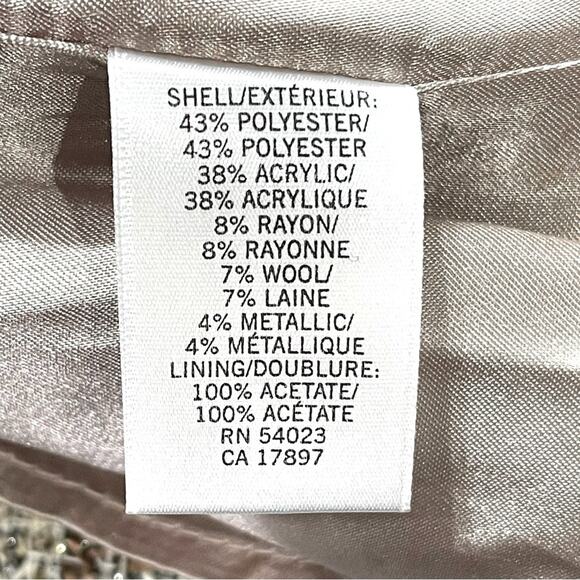 SHELL/EXTÉRIEUR:
43% POLYESTER/
43% POLYESTER
38% ACRYLIC/
38% ACRYLIQUE
8% RAYON/
8% RAYONNE
7% WOOL/
7% LAINE
4% METALLIC/
4% MÉTALLIQUE
LINING/DOUBLURE:
100% ACETATE/
100% ACÉTATE
RN 54023
CA 17897